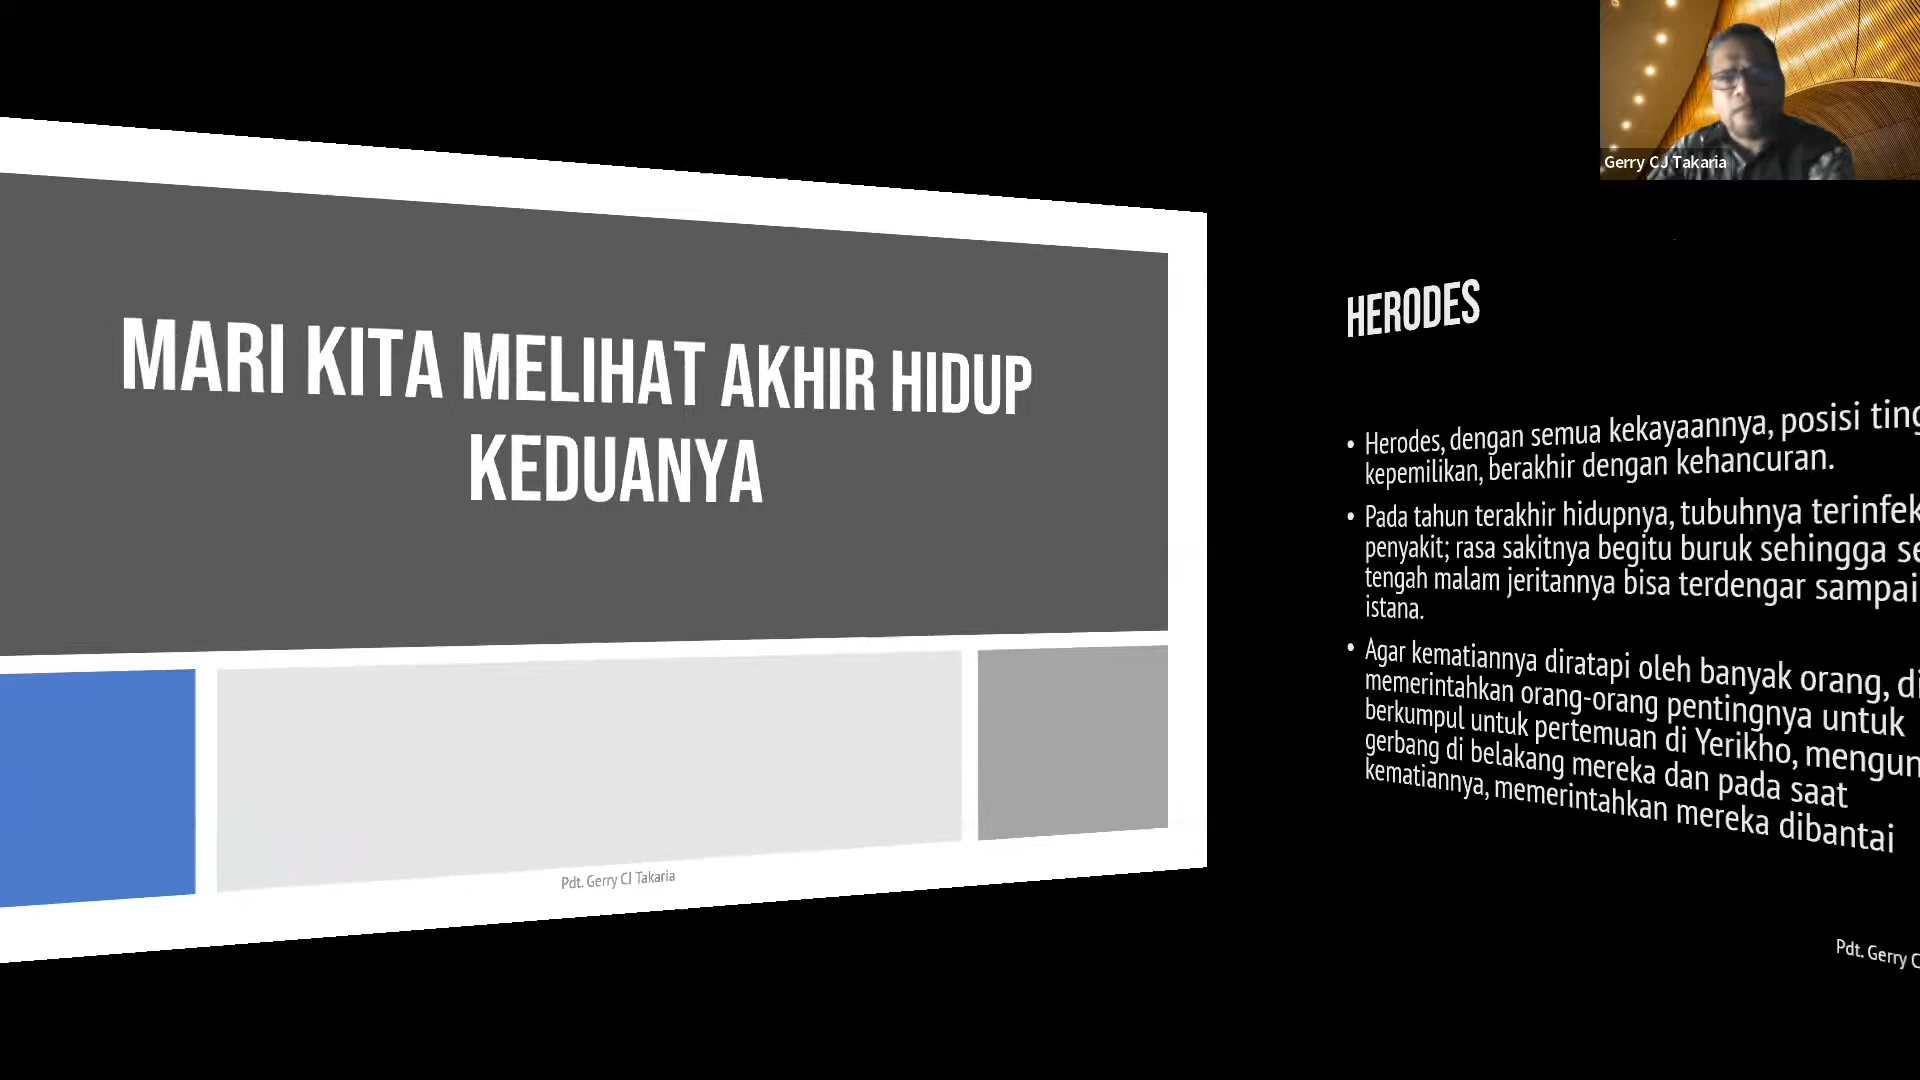 Gerry CJ Takaria
MARI KITA MELIHAT AKHIR HIDUP
KEDUANYA
Pdt. Gerry CJ Takaria
HERODES
• Herodes, dengan semua kekayaannya, posisi
kepemilikan, berakhir dengan kehancuran.
• Pada tahun terakhir hidupnya, tubuhnya
penyakit; rasa sakitnya begitu buruk sehingga
tengah malam jeritannya bisa terdengar sampai
istana.
• Agar kematiannya diratapi oleh banyak orang,
memerintahkan orang-orang pentingnya untuk
berkumpul untuk pertemuan di Yerikho,
gerbang di belakang mereka dan pada saat
kematiannya, memerintahkan mereka dibantai
Pdt. Gerry